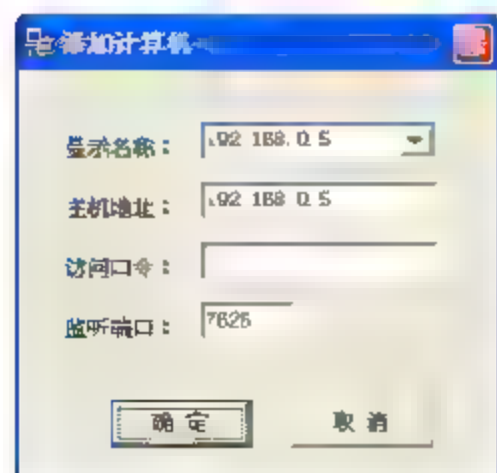 添加计算机
显示名称： 192.168.0.5
主机地址： 192.168.0.5
访问口令：
监听端口： 7626
确定 取消